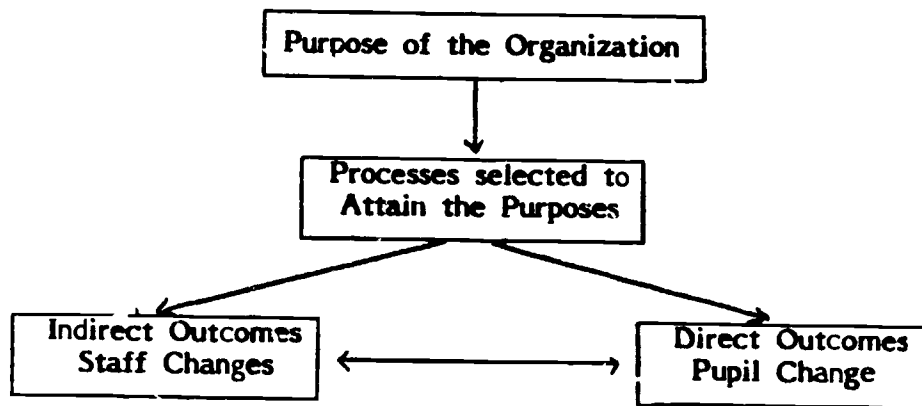 Purpose of the Organization
Processes selected to
Attain the Purposes
Indirect Outcomes
Staff Changes
Direct Outcomes
Pupil Change